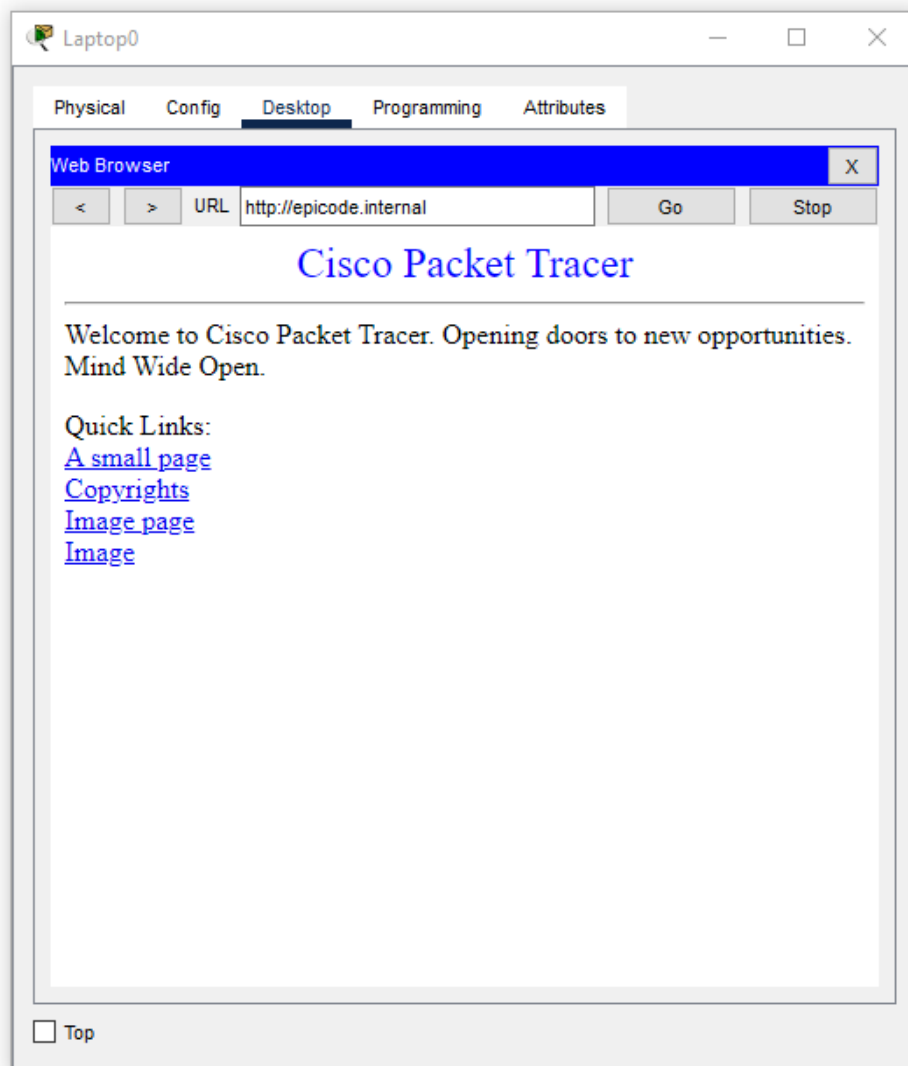 Laptop0
Physical Config Desktop Programming Attributes
Web Browser X
< > URL http://epicode.internal Go Stop
Cisco Packet Tracer
Welcome to Cisco Packet Tracer. Opening doors to new opportunities.
Mind Wide Open.
Quick Links:
A small page
Copyrights
Image page
Image
Top